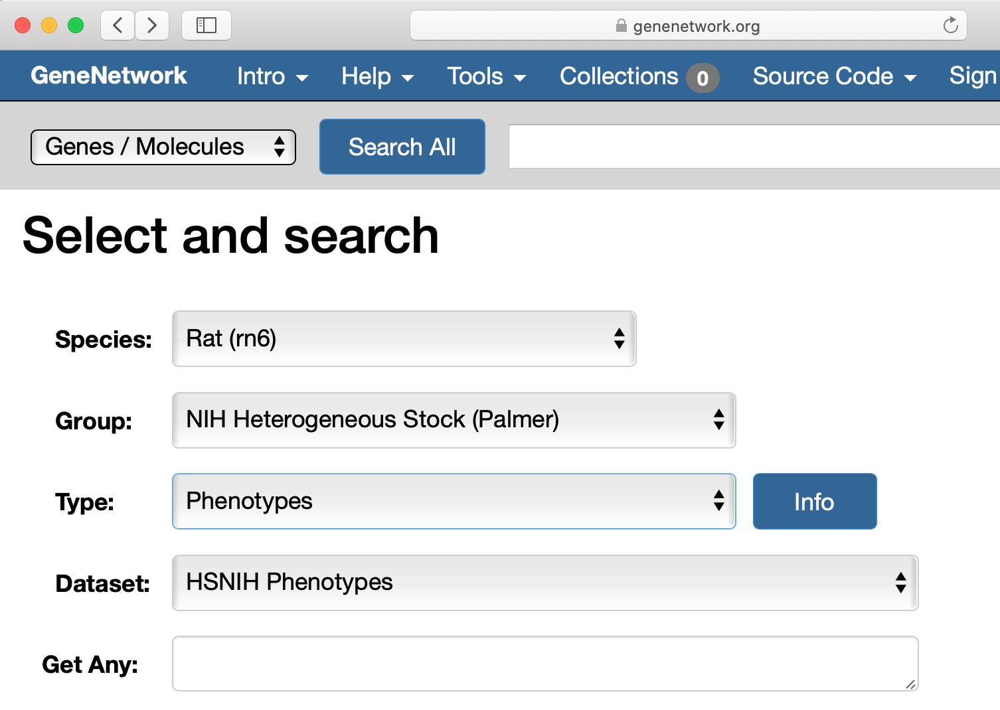 genenetwork.org
GeneNetwork Intro Help Tools Collections 0 Source Code Sign
Genes / Molecules Search All
Select and search
Species: Rat (rn6)
Group: NIH Heterogeneous Stock (Palmer)
Type: Phenotypes Info
Dataset: HSNIH Phenotypes
Get Any: